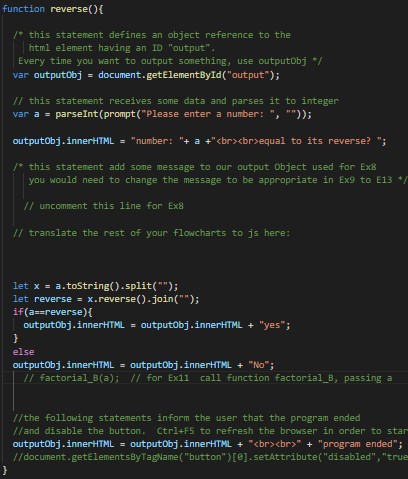 function reverse(){
/* this statement defines an object reference to the
html element having an ID "output".
Every time you want to output something, use outputObj */
var outputObj = document.getElementById("output");
// this statement receives some data and parses it to integer
var a = parseInt(prompt("Please enter a number: ", ""));
outputObj.innerHTML = "number: "+ a +"<br><br>equal to its reverse? ";
/* this statement add some message to our output Object used for Ex8
you would need to change the message to be appropriate in Ex9 to E13 */
// uncomment this line for Ex8
// translate the rest of your flowcharts to js here:
let x = a.toString().split("");
let reverse = x.reverse().join("");
if(a==reverse){
outputObj.innerHTML = outputObj.innerHTML + "yes";
}
else
outputObj.innerHTML = outputObj.innerHTML + "No";
// factorial_B(a);  // for Ex11  call function factorial_B, passing a
//the following statements inform the user that the program ended
//and disable the button.  Ctrl+F5 to refresh the browser in order to star
outputObj.innerHTML = outputObj.innerHTML + "<br><br>" + "program ended";
//document.getElementsByTagName("button")[0].setAttribute("disabled","true
}